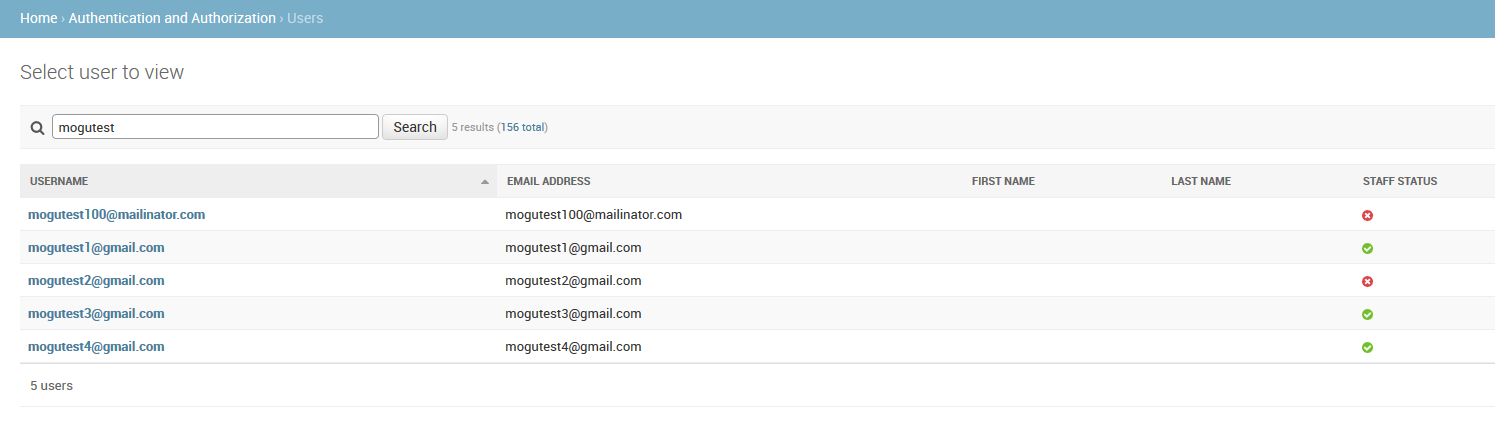 Home › Authentication and Authorization › Users
Select user to view
mogutest Search 5 results (156 total)
USERNAME EMAIL ADDRESS FIRST NAME LAST NAME STAFF STATUS
mogutest100@mailinator.com mogutest100@mailinator.com
mogutest1@gmail.com mogutest1@gmail.com
mogutest2@gmail.com mogutest2@gmail.com
mogutest3@gmail.com mogutest3@gmail.com
mogutest4@gmail.com mogutest4@gmail.com
5 users